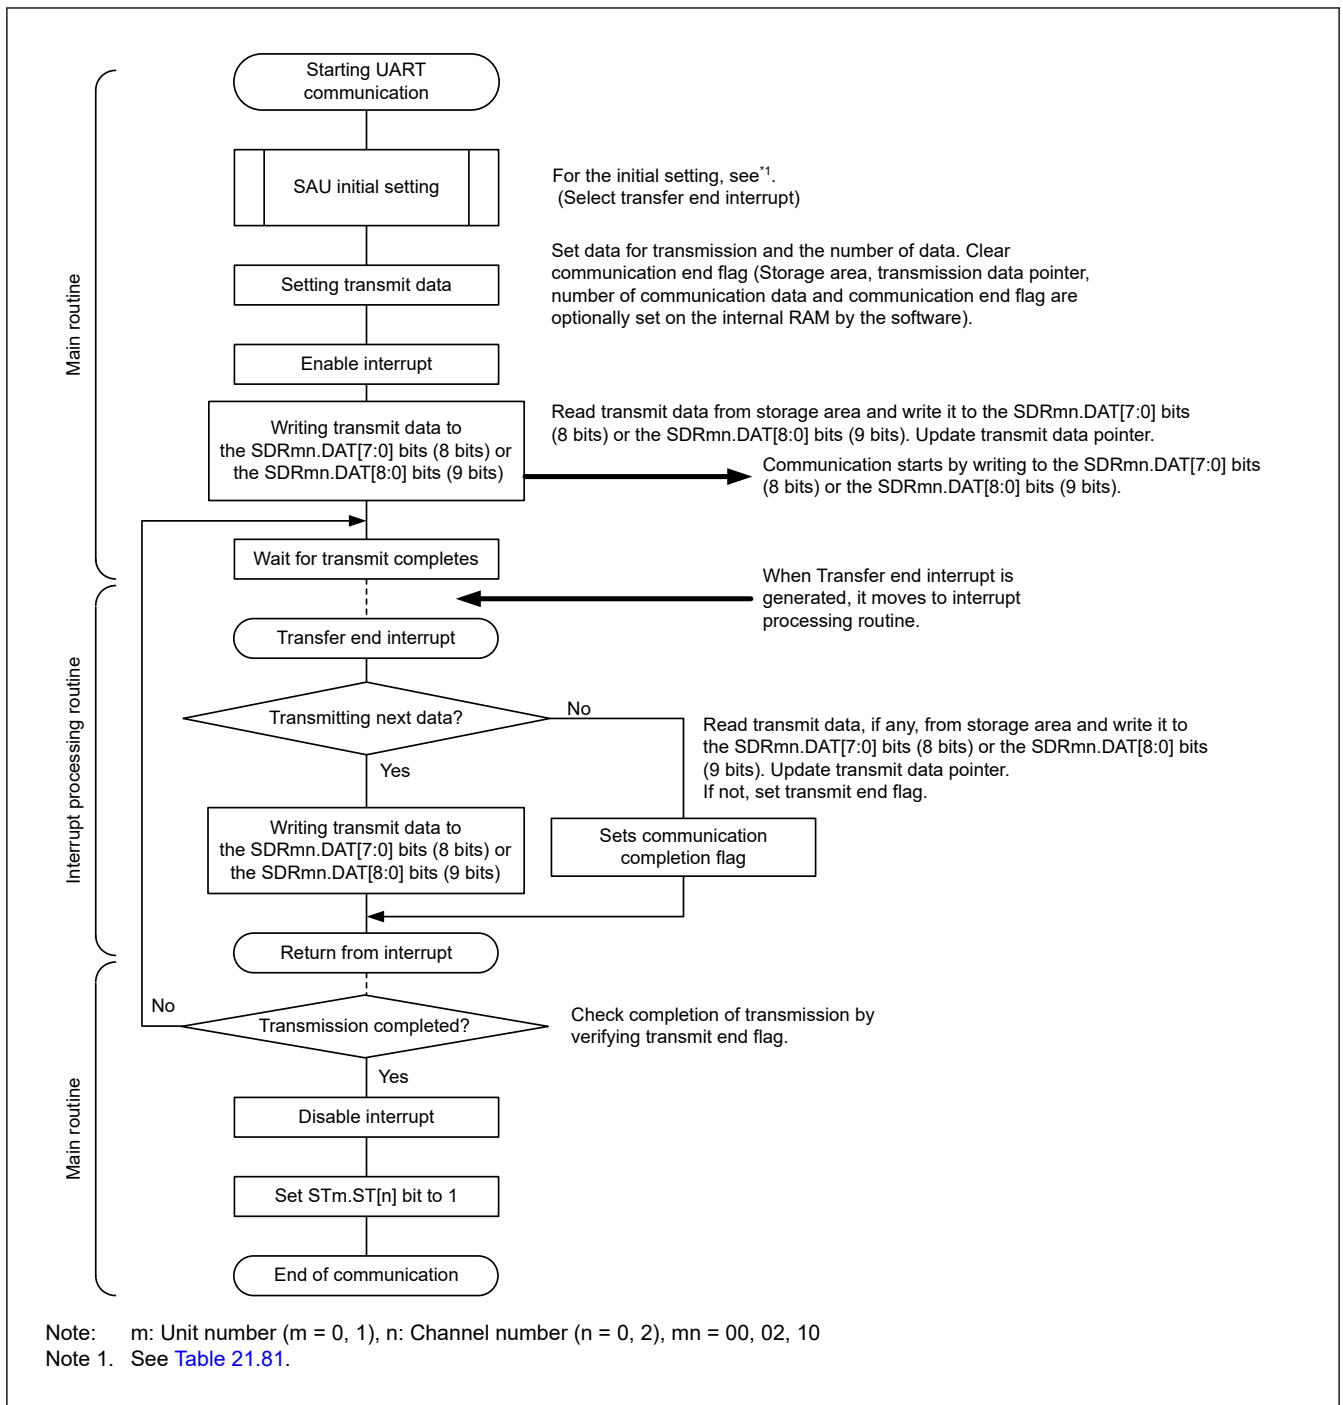 Starting UART
communication
SAU initial setting
For the initial setting, see*1.
(Select transfer end interrupt)
Setting transmit data
Set data for transmission and the number of data. Clear
communication end flag (Storage area, transmission data pointer,
number of communication data and communication end flag are
optionally set on the internal RAM by the software).
Main routine
Enable interrupt
Writing transmit data to
the SDRmn.DAT[7:0] bits (8 bits) or
the SDRmn.DAT[8:0] bits (9 bits)
Read transmit data from storage area and write it to the SDRmn.DAT[7:0] bits
(8 bits) or the SDRmn.DAT[8:0] bits (9 bits). Update transmit data pointer.
Communication starts by writing to the SDRmn.DAT[7:0] bits
(8 bits) or the SDRmn.DAT[8:0] bits (9 bits).
Wait for transmit completes
When Transfer end interrupt is
generated, it moves to interrupt
processing routine.
Transfer end interrupt
Interrupt processing routine
Transmitting next data?
No
Yes
Read transmit data, if any, from storage area and write it to
the SDRmn.DAT[7:0] bits (8 bits) or the SDRmn.DAT[8:0] bits
(9 bits). Update transmit data pointer.
If not, set transmit end flag.
Writing transmit data to
the SDRmn.DAT[7:0] bits (8 bits) or
the SDRmn.DAT[8:0] bits (9 bits)
Sets communication
completion flag
Return from interrupt
No
Transmission completed?
Check completion of transmission by
verifying transmit end flag.
Yes
Main routine
Disable interrupt
Set STm.ST[n] bit to 1
End of communication
Note: m: Unit number (m = 0, 1), n: Channel number (n = 0, 2), mn = 00, 02, 10
Note 1. See Table 21.81.